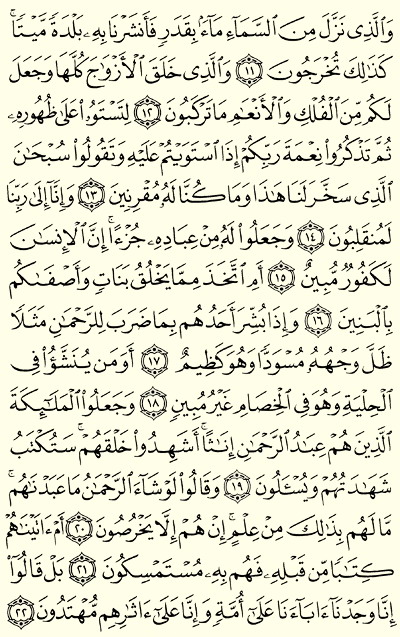 وَالَّذِي نَزَّلَ مِنَ السَّمَاءِ مَاءً بِقَدَرٍ فَأَنشَرْنَا بِهِ بَلْدَةً مَّيْتًا ۚ
كَذَٰلِكَ تُخْرَجُونَ ﴿١١﴾ وَالَّذِي خَلَقَ الْأَزْوَاجَ كُلَّهَا وَجَعَلَ
لَكُم مِّنَ الْفُلْكِ وَالْأَنْعَامِ مَا تَرْكَبُونَ ﴿١٢﴾ لِتَسْتَوُوا عَلَىٰ ظُهُورِهِ
ثُمَّ تَذْكُرُوا نِعْمَةَ رَبِّكُمْ إِذَا اسْتَوَيْتُمْ عَلَيْهِ وَتَقُولُوا سُبْحَانَ
الَّذِي سَخَّرَ لَنَا هَٰذَا وَمَا كُنَّا لَهُ مُقْرِنِينَ ﴿١٣﴾ وَإِنَّا إِلَىٰ رَبِّنَا
لَمُنقَلِبُونَ ﴿١٤﴾ وَجَعَلُوا لَهُ مِنْ عِبَادِهِ جُزْءًا ۚ إِنَّ الْإِنسَانَ
لَكَفُورٌ مُّبِينٌ ﴿١٥﴾ أَمِ اتَّخَذَ مِمَّا يَخْلُقُ بَنَاتٍ وَأَصْفَاكُم
بِالْبَنِينَ ﴿١٦﴾ وَإِذَا بُشِّرَ أَحَدُهُم بِمَا ضَرَبَ لِلرَّحْمَٰنِ مَثَلًا
ظَلَّ وَجْهُهُ مُسْوَدًّا وَهُوَ كَظِيمٌ ﴿١٧﴾ أَوَمَن يُنَشَّأُ فِي
الْحِلْيَةِ وَهُوَ فِي الْخِصَامِ غَيْرُ مُبِينٍ ﴿١٨﴾ وَجَعَلُوا الْمَلَائِكَةَ
الَّذِينَ هُمْ عِبَادُ الرَّحْمَٰنِ إِنَاثًا ۚ أَشَهِدُوا خَلْقَهُمْ ۚ سَتُكْتَبُ
شَهَادَتُهُمْ وَيُسْأَلُونَ ﴿١٩﴾ وَقَالُوا لَوْ شَاءَ الرَّحْمَٰنُ مَا عَبَدْنَاهُم ۗ
مَّا لَهُم بِذَٰلِكَ مِنْ عِلْمٍ ۖ إِنْ هُمْ إِلَّا يَخْرُصُونَ ﴿٢٠﴾ أَمْ آتَيْنَاهُمْ
كِتَابًا مِّن قَبْلِهِ فَهُم بِهِ مُسْتَمْسِكُونَ ﴿٢١﴾ بَلْ قَالُوا
إِنَّا وَجَدْنَا آبَاءَنَا عَلَىٰ أُمَّةٍ وَإِنَّا عَلَىٰ آثَارِهِم مُّهْتَدُونَ ﴿٢٢﴾